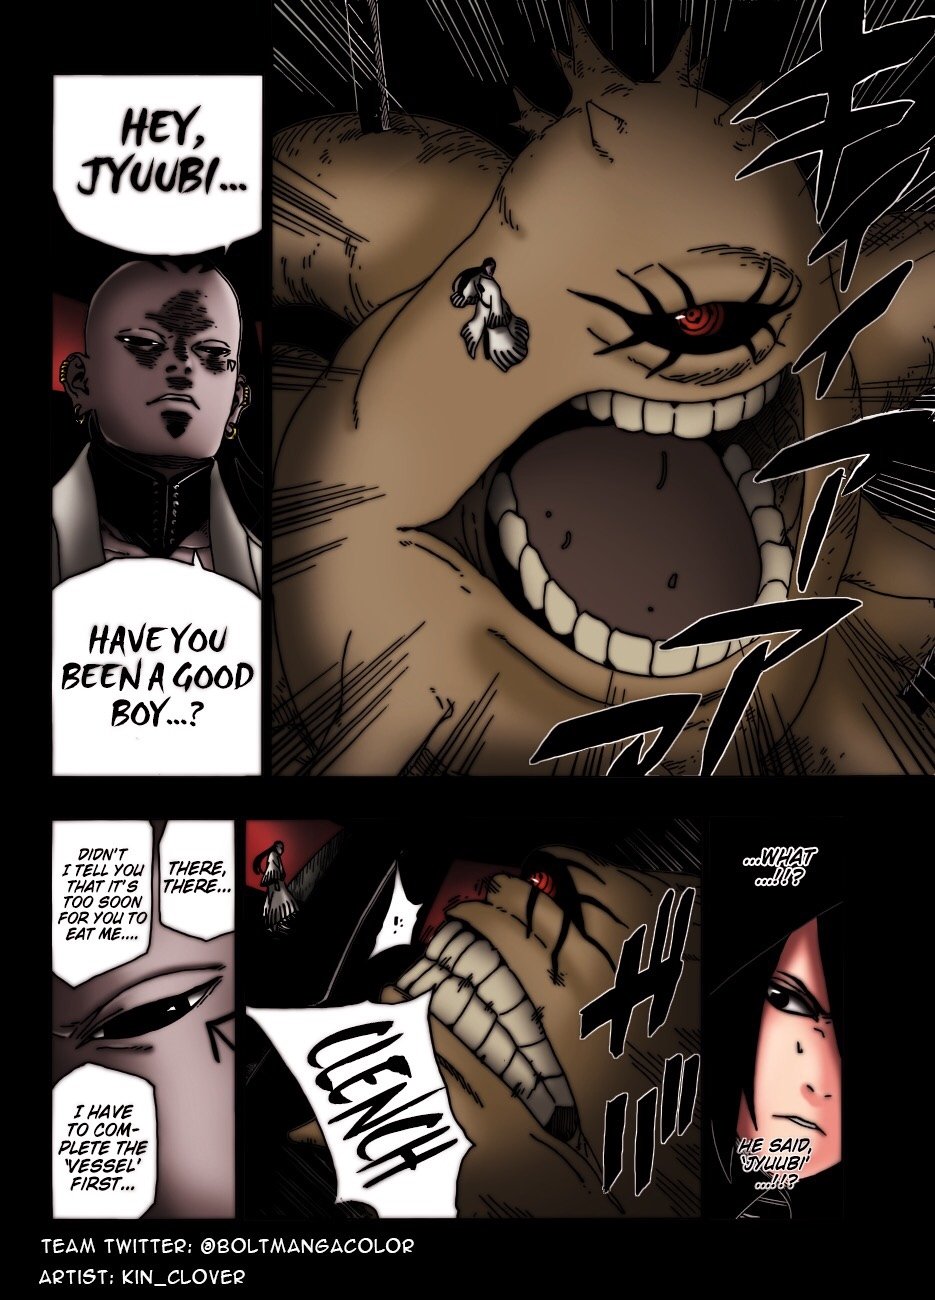 HEY,
JYUUBI...
HAVE YOU
BEEN A GOOD
BOY...?
...WHAT
...!!?
HE SAID,
'JYUUBI'
...!!?
!:
CLENCH
THERE,
THERE...
DIDN'T
I TELL YOU
THAT IT'S
TOO SOON
FOR YOU TO
EAT ME....
I HAVE
TO COM-
PLETE THE
'VESSEL'
FIRST...
TEAM TWITTER: @BOLTMANGACOLOR
ARTIST: KIN_CLOVER